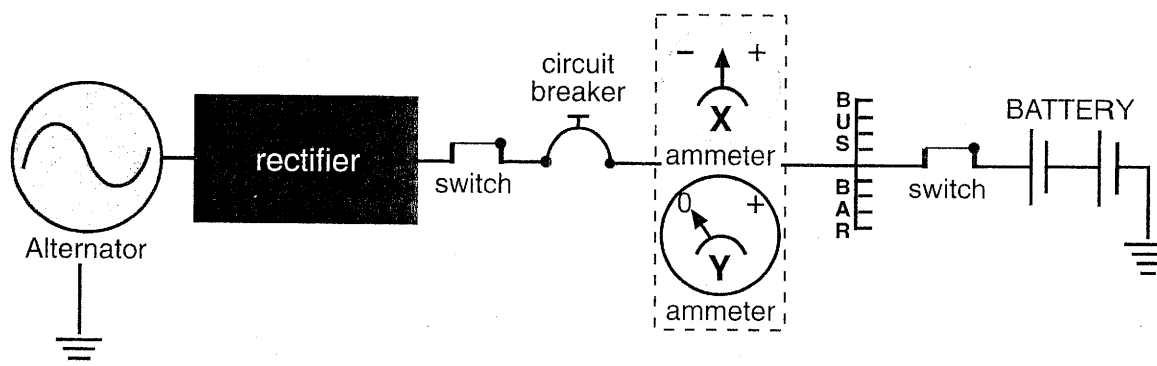 Alternator
rectifier
switch
circuit
breaker
- +
X
ammeter
0 +
Y
ammeter
BUS
BAR
switch
BATTERY